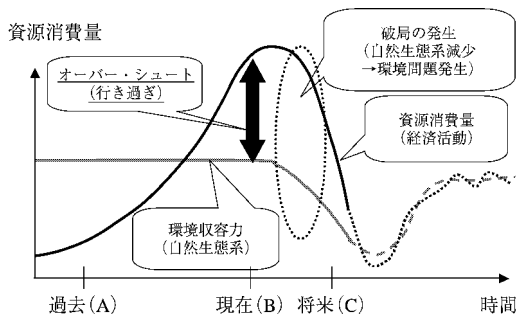 資源消費量
オーバー・シュート
(行き過ぎ)
破局の発生
(自然生態系減少
→環境問題発生)
資源消費量
(経済活動)
環境収容力
(自然生態系)
過去(A)
現在(B)
将来(C)
時間